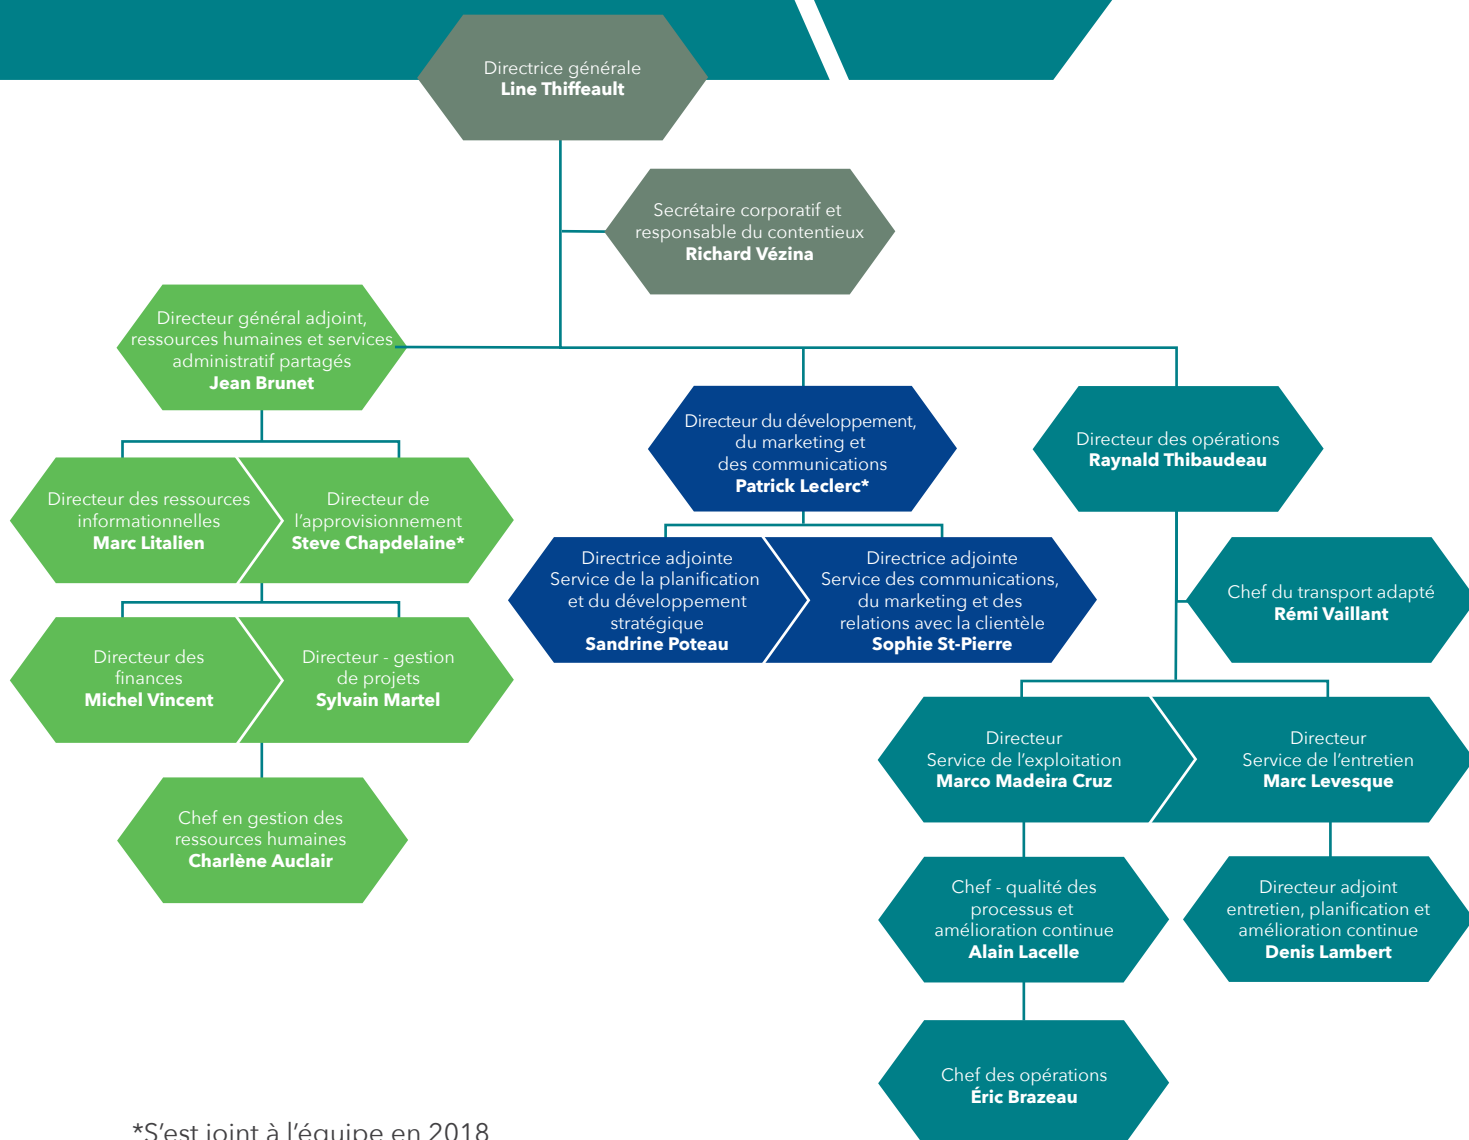 Directrice générale
Line Thiffeault
Secrétaire corporatif et
responsable du contentieux
Richard Vézina
Directeur général adjoint,
ressources humaines et services
administratif partagés
Jean Brunet
Directeur du développement,
du marketing et
des communications
Patrick Leclerc*
Directeur des opérations
Raynald Thibaudeau
Directeur des ressources
informationnelles
Marc Litalien
Directeur de
l'approvisionnement
Steve Chapdelaine*
Directrice adjointe
Service de la planification
et du développement
stratégique
Sandrine Poteau
Directrice adjointe
Service des communications,
du marketing et des
relations avec la clientèle
Sophie St-Pierre
Chef du transport adapté
Rémi Vaillant
Directeur des
finances
Michel Vincent
Directeur - gestion
de projets
Sylvain Martel
Directeur
Service de l'exploitation
Marco Madeira Cruz
Directeur
Service de l'entretien
Marc Levesque
Chef en gestion des
ressources humaines
Charlène Auclair
Chef - qualité des
processus et
amélioration continue
Alain Lacelle
Directeur adjoint
entretien, planification et
amélioration continue
Denis Lambert
Chef des opérations
Éric Brazeau
*S'est joint à l'équipe en 2018